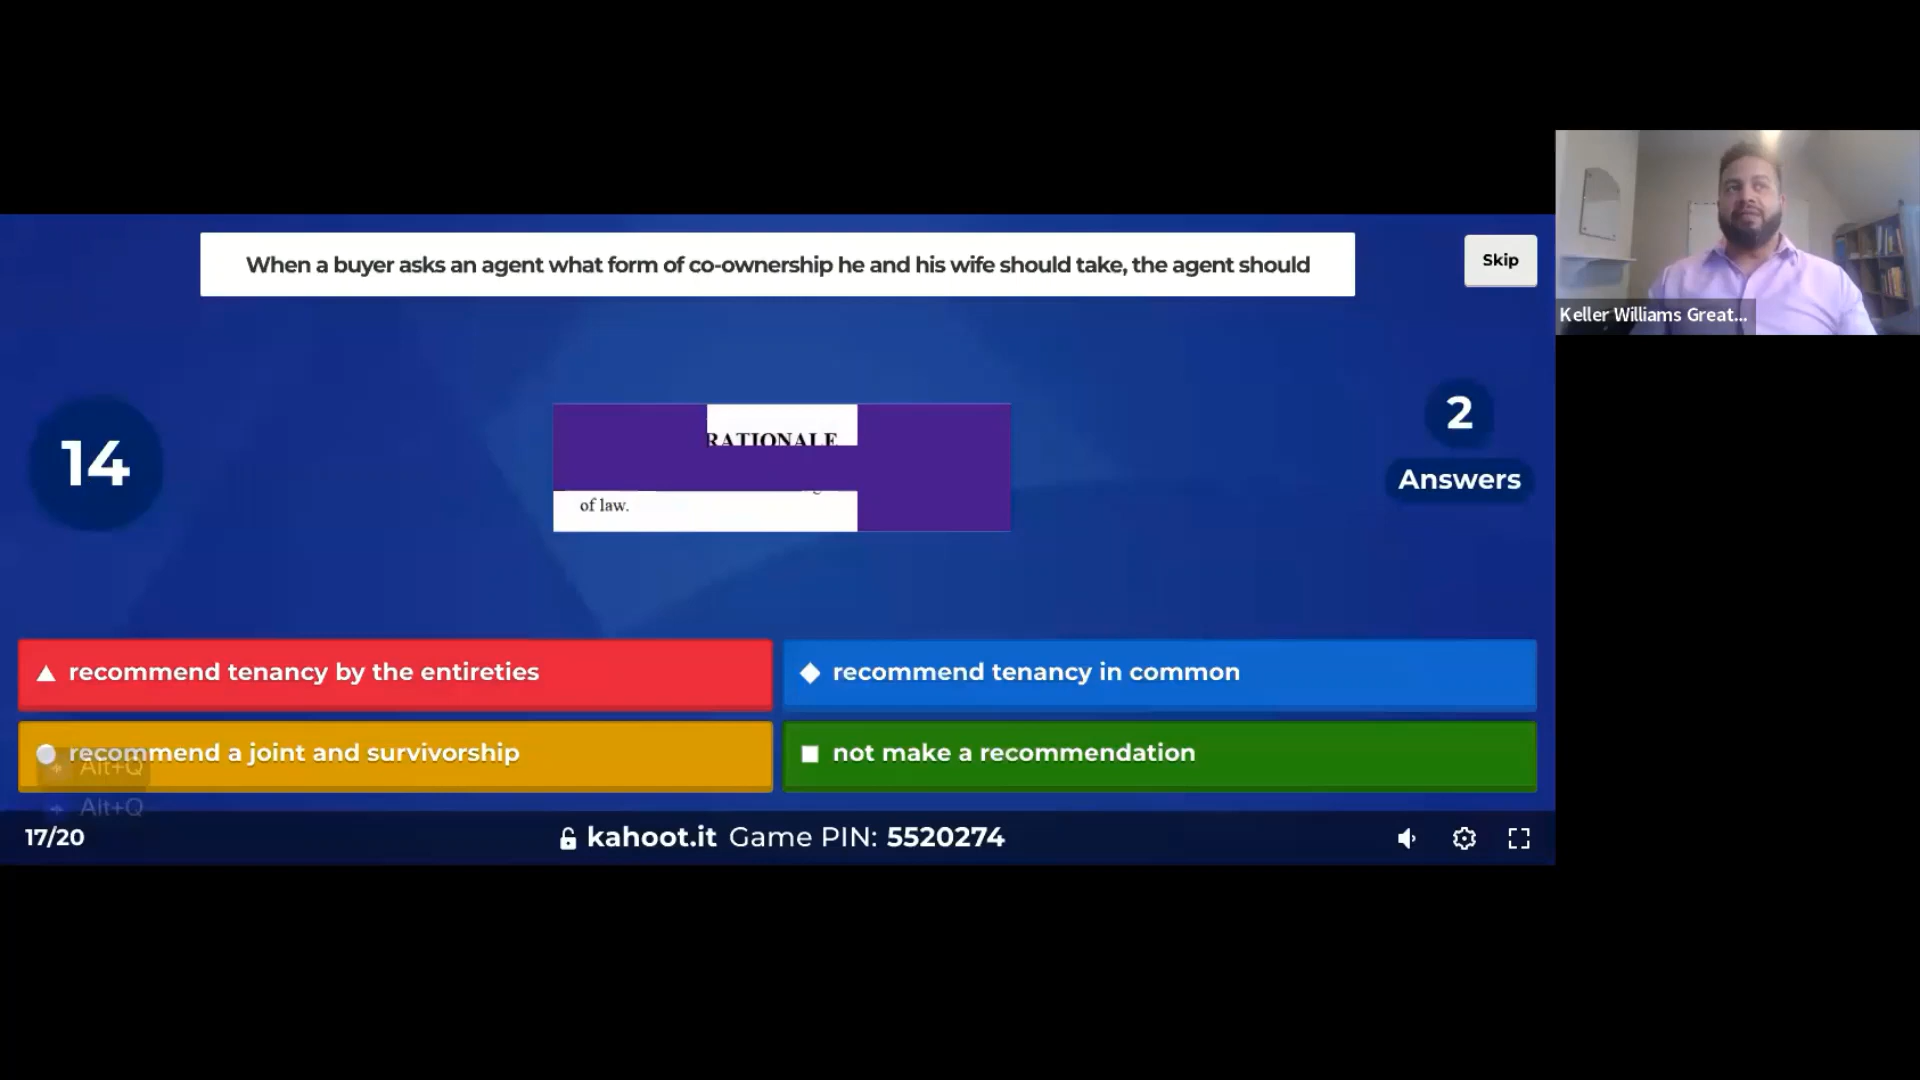 When a buyer asks an agent what form of co-ownership he and his wife should take, the agent should
Skip
Keller Williams Great...
14
RATIONALE
of law.
2
Answers
recommend tenancy by the entireties
recommend tenancy in common
recommend a joint and survivorship
not make a recommendation
Alt+Q
Alt+Q
17/20
kahoot.it Game PIN: 5520274